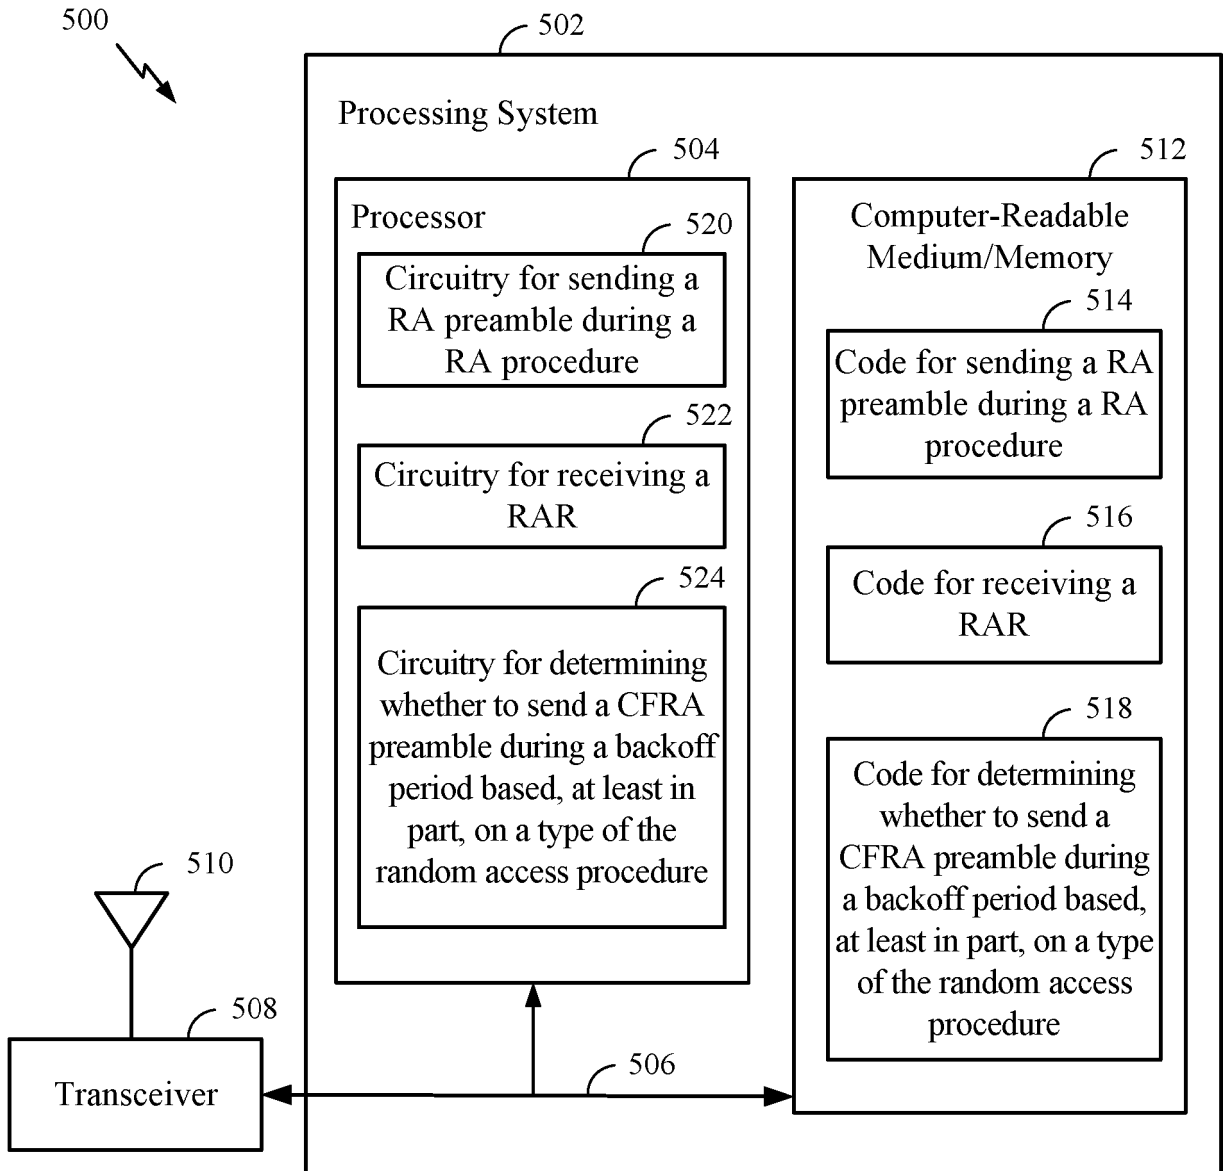 500
502
Processing System
504
Processor
520
Circuitry for sending a
RA preamble during a
RA procedure
522
Circuitry for receiving a
RAR
524
Circuitry for determining
whether to send a CFRA
preamble during a backoff
period based, at least in
part, on a type of the
random access procedure
512
Computer-Readable
Medium/Memory
514
Code for sending a RA
preamble during a RA
procedure
516
Code for receiving a
RAR
518
Code for determining
whether to send a
CFRA preamble during
a backoff period based,
at least in part, on a type
of the random access
procedure
510
508
Transceiver
506